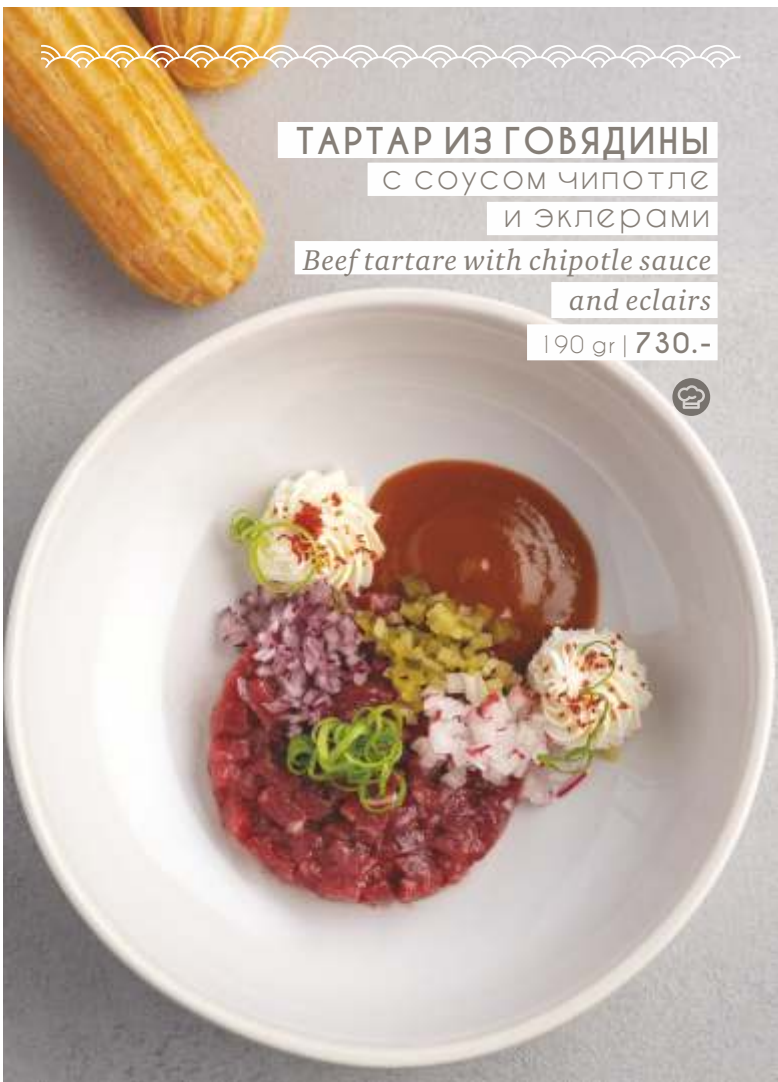 ТАРТАР ИЗ ГОВЯДИНЫ
с соусом чипотле
и эклерами
Beef tartare with chipotle sauce
and eclairs
190 gr | 730.-